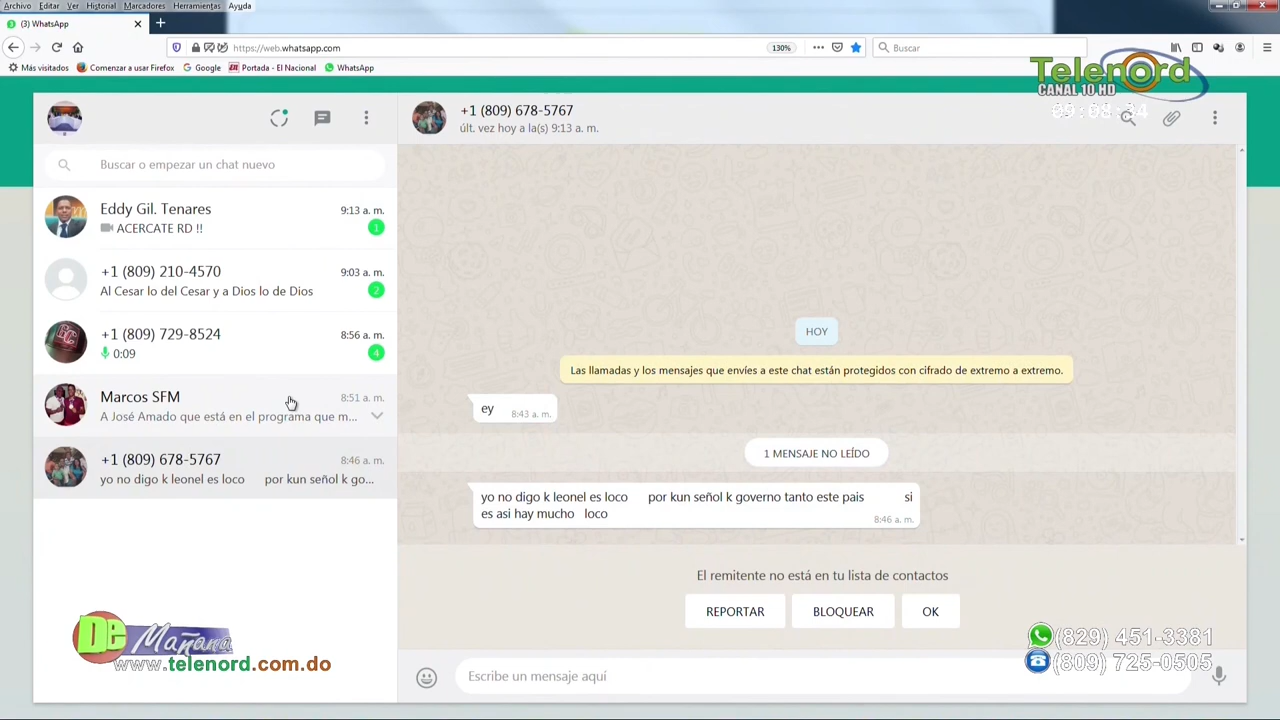 Archivo Editar Ver Historial Marcadores Herramientas Ayuda
(3) WhatsApp
https://web.whatsapp.com
130%
Buscar
Más visitados
Comenzar a usar Firefox
Google
Portada - El Nacional
WhatsApp
Telenord
CANAL 10 HD
+1 (809) 678-5767
últ. vez hoy a la(s) 9:13 a. m.
Buscar o empezar un chat nuevo
Eddy Gil. Tenares
9:13 a. m.
ACERCATE RD !!
1
+1 (809) 210-4570
9:03 a. m.
Al Cesar lo del Cesar y a Dios lo de Dios
2
+1 (809) 729-8524
8:56 a. m.
0:09
4
Marcos SFM
8:51 a. m.
A José Amado que está en el programa que m...
+1 (809) 678-5767
8:46 a. m.
yo no digo k leonel es loco por kun señol k go...
HOY
Las llamadas y los mensajes que envíes a este chat están protegidos con cifrado de extremo a extremo.
ey
8:43 a. m.
1 MENSAJE NO LEÍDO
yo no digo k leonel es loco por kun señol k governo tanto este pais si
es asi hay mucho loco
8:46 a. m.
El remitente no está en tu lista de contactos
REPORTAR
BLOQUEAR
OK
Escribe un mensaje aquí
De Mañana
www.telenord.com.do
(829) 451-3381
(809) 725-0505